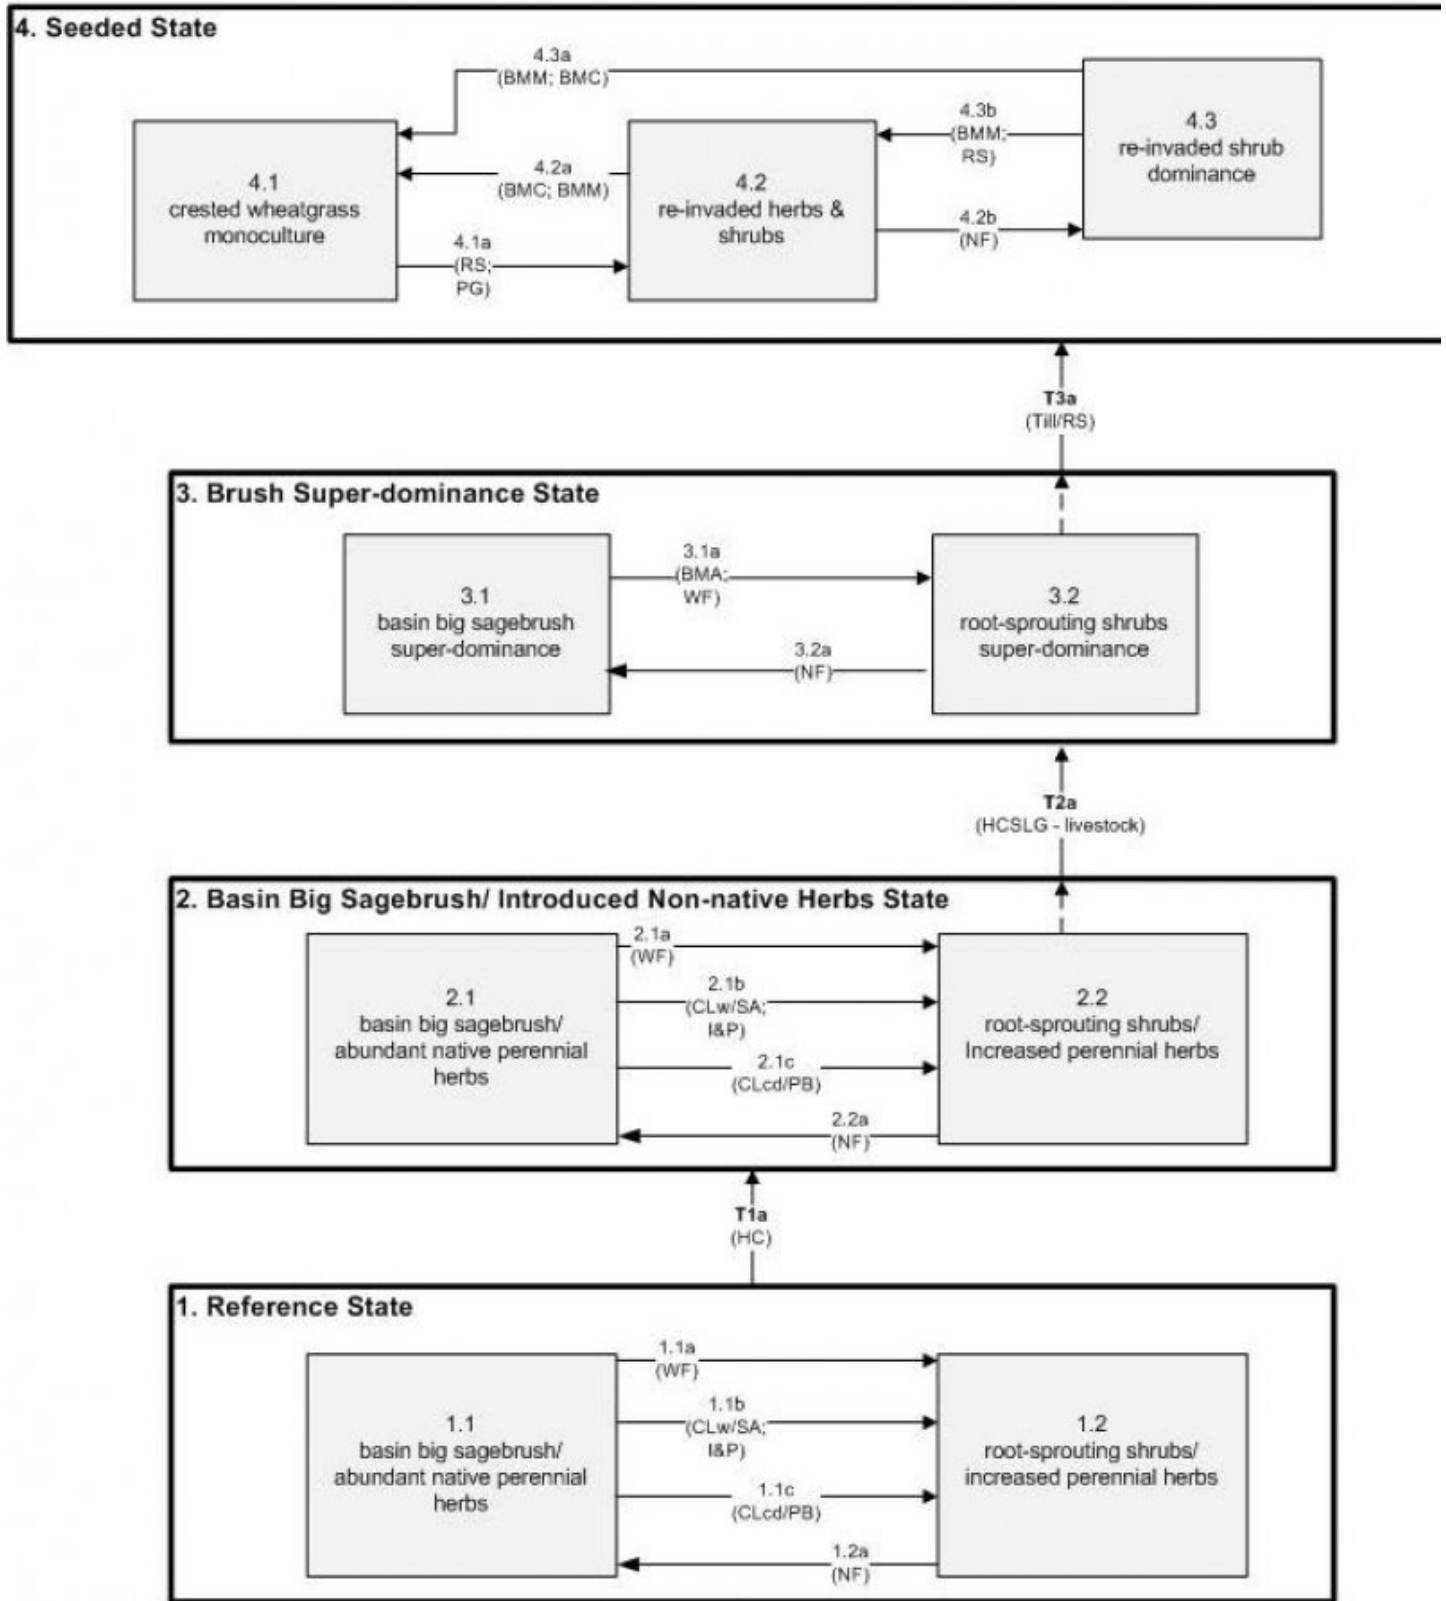 4. Seeded State
4.3a
(BMM; BMC)
4.3b
(BMM;
RS)
4.3
re-invaded shrub
dominance
4.1
crested wheatgrass
monoculture
4.2a
(BMC; BMM)
4.2
re-invaded herbs &
shrubs
4.2b
(NF)
4.1a
(RS;
PG)
T3a
(Till/RS)
3. Brush Super-dominance State
3.1
basin big sagebrush
super-dominance
3.1a
(BMA;
WF)
3.2a
(NF)
3.2
root-sprouting shrubs
super-dominance
T2a
(HCSLG - livestock)
2. Basin Big Sagebrush/ Introduced Non-native Herbs State
2.1
basin big sagebrush/
abundant native perennial
herbs
2.1a
(WF)
2.1b
(CLw/SA;
I&P)
2.1c
(CLcd/PB)
2.2a
(NF)
2.2
root-sprouting shrubs/
Increased perennial herbs
T1a
(HC)
1. Reference State
1.1
basin big sagebrush/
abundant native perennial
herbs
1.1a
(WF)
1.1b
(CLw/SA;
I&P)
1.1c
(CLcd/PB)
1.2a
(NF)
1.2
root-sprouting shrubs/
increased perennial herbs